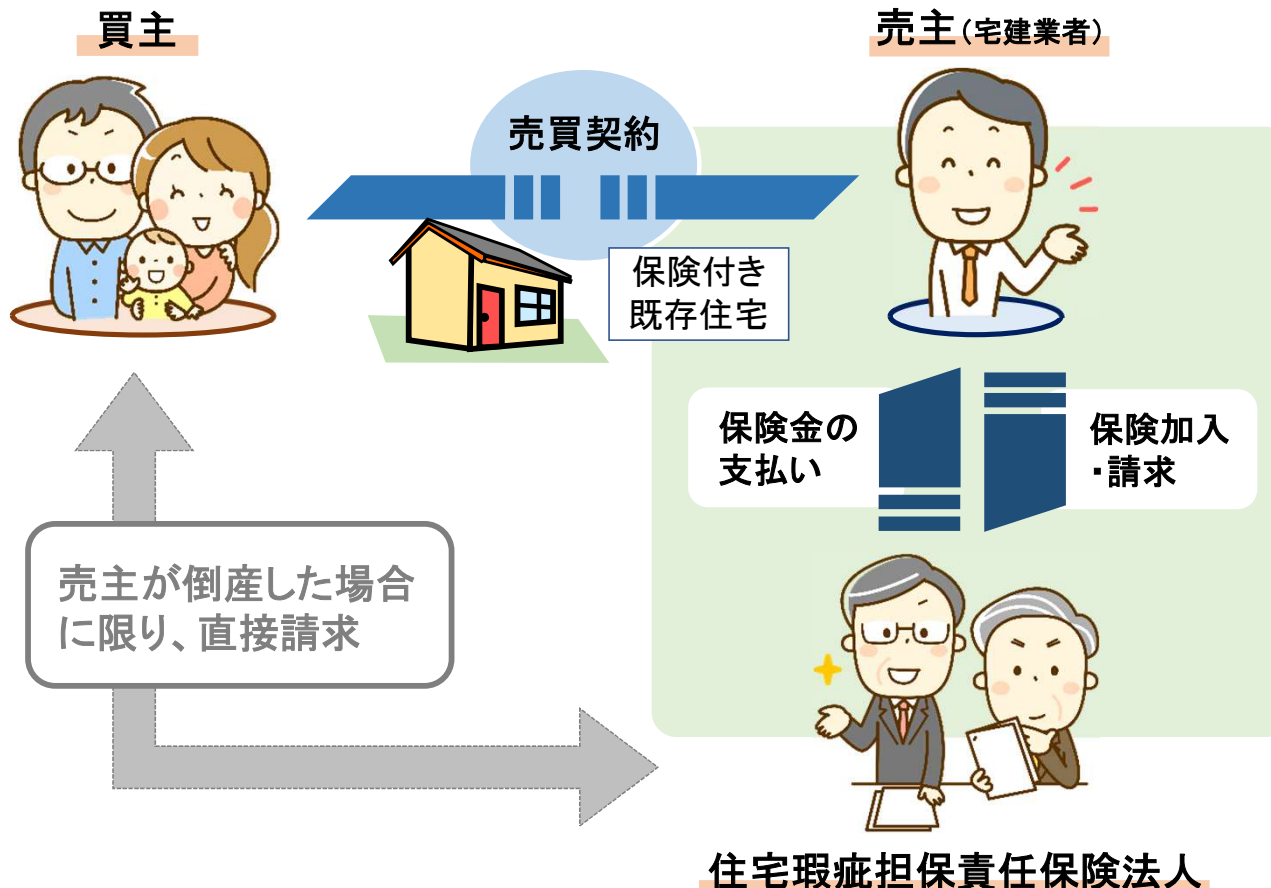 買主
売主(宅建業者)
売買契約
保険付き
既存住宅
保険金の
支払い
保険加入
・請求
売主が倒産した場合
に限り、直接請求
住宅瑕疵担保責任保険法人